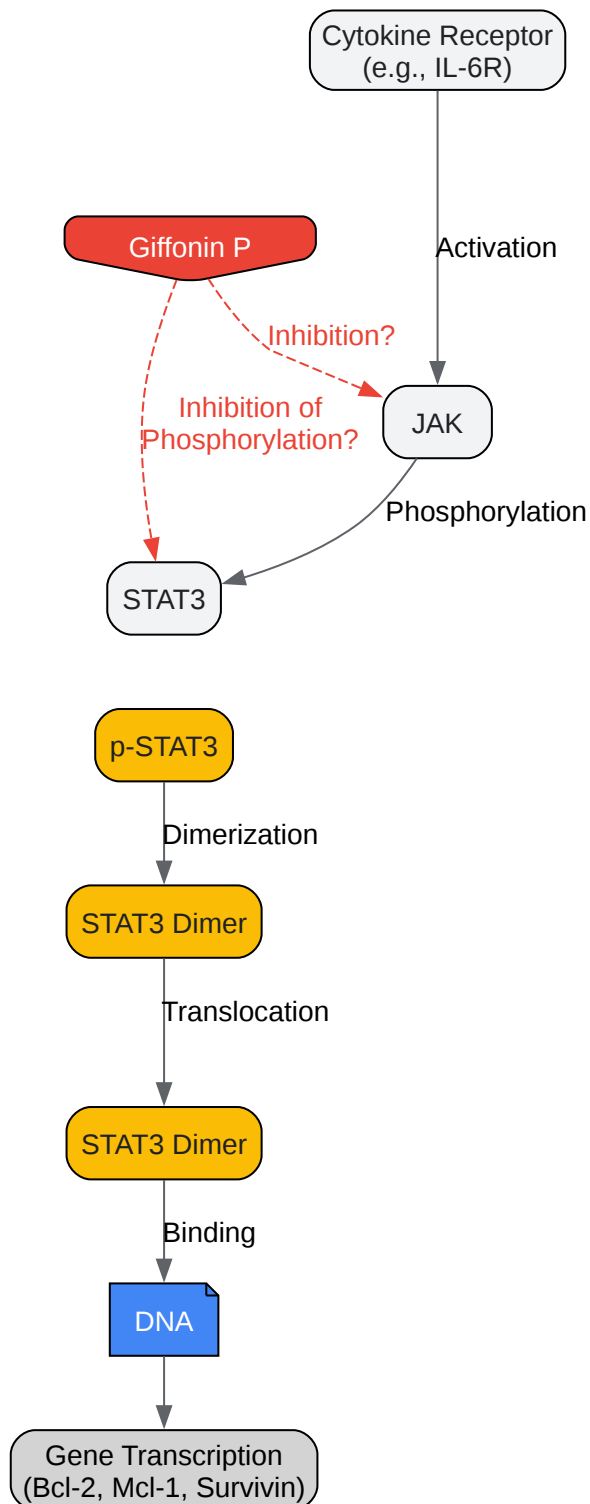 Cytokine Receptor
(e.g., IL-6R)
Giffonin P
Activation
Inhibition?
Inhibition of
Phosphorylation?
JAK
Phosphorylation
STAT3
p-STAT3
Dimerization
STAT3 Dimer
Translocation
STAT3 Dimer
Binding
DNA
Gene Transcription
(Bcl-2, Mcl-1, Survivin)